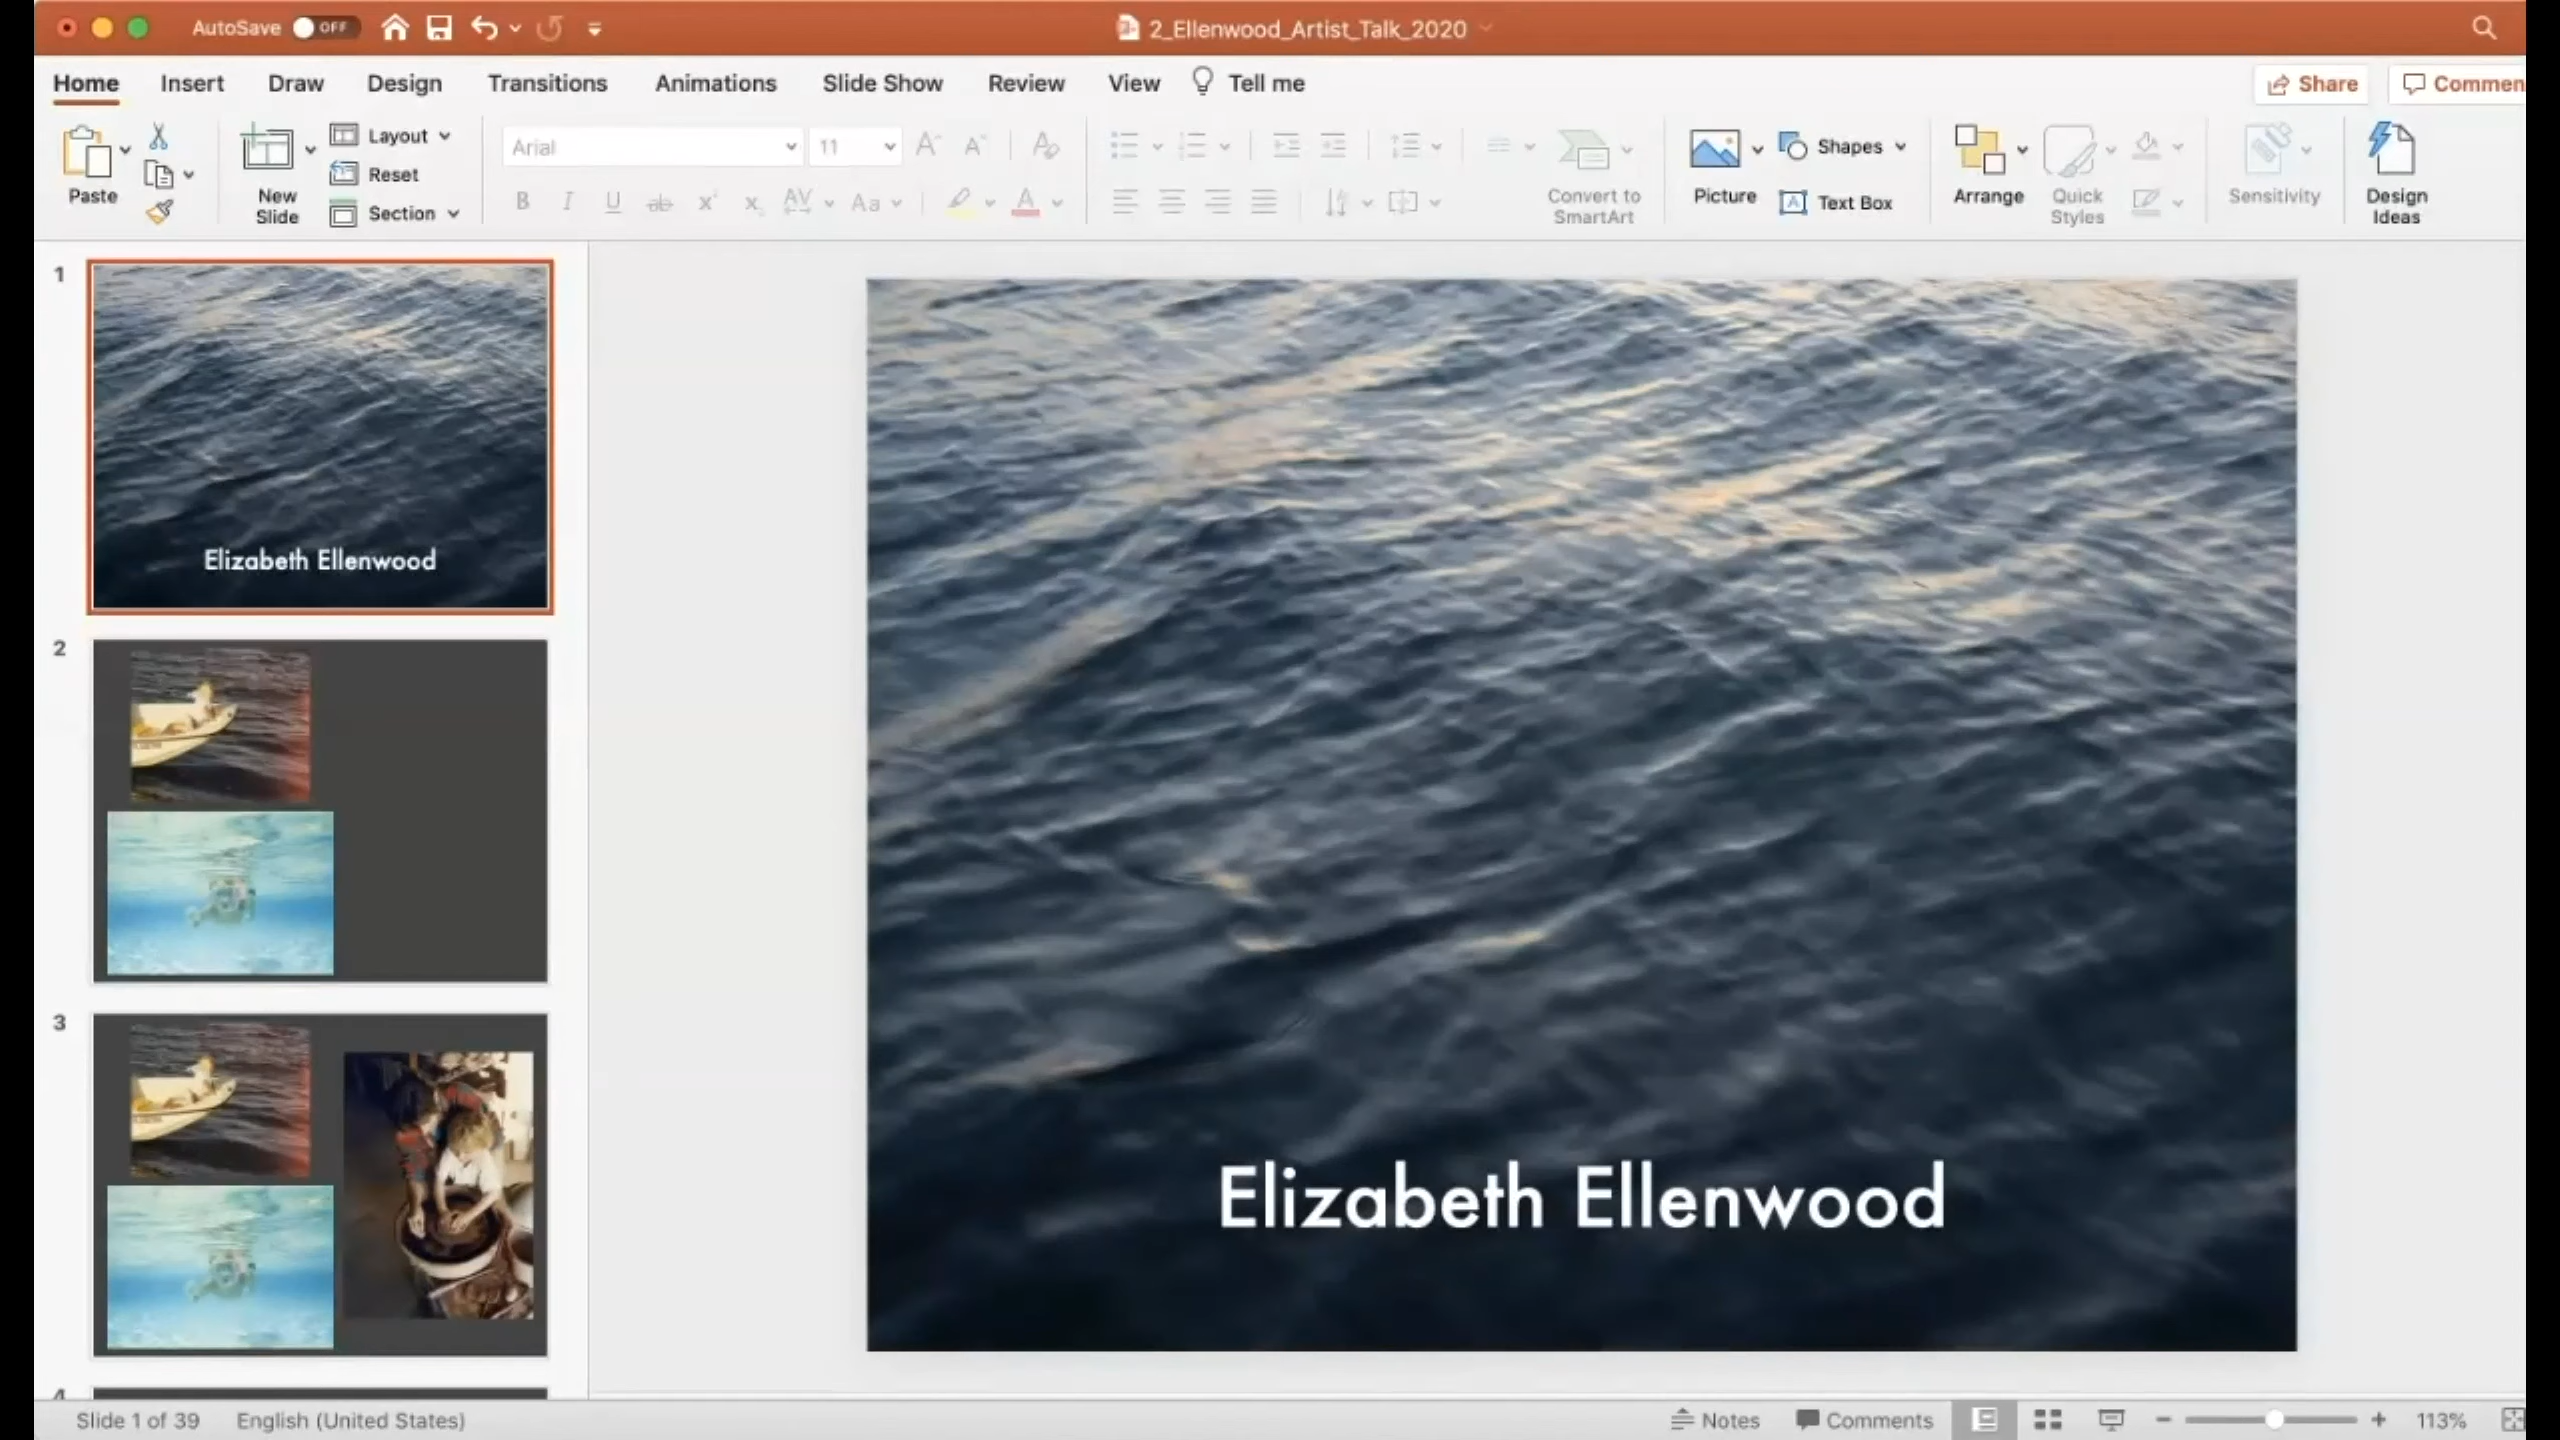 AutoSave OFF
2_Ellenwood_Artist_Talk_2020
Home Insert Draw Design Transitions Animations Slide Show Review View Tell me Share Commen
Paste
New Slide
Layout
Reset
Section
Arial 11
Convert to SmartArt
Picture
Shapes
Text Box
Arrange
Quick Styles
Sensitivity
Design Ideas
1
Elizabeth Ellenwood
2
3
4
Elizabeth Ellenwood
Slide 1 of 39 English (United States) Notes Comments 113%